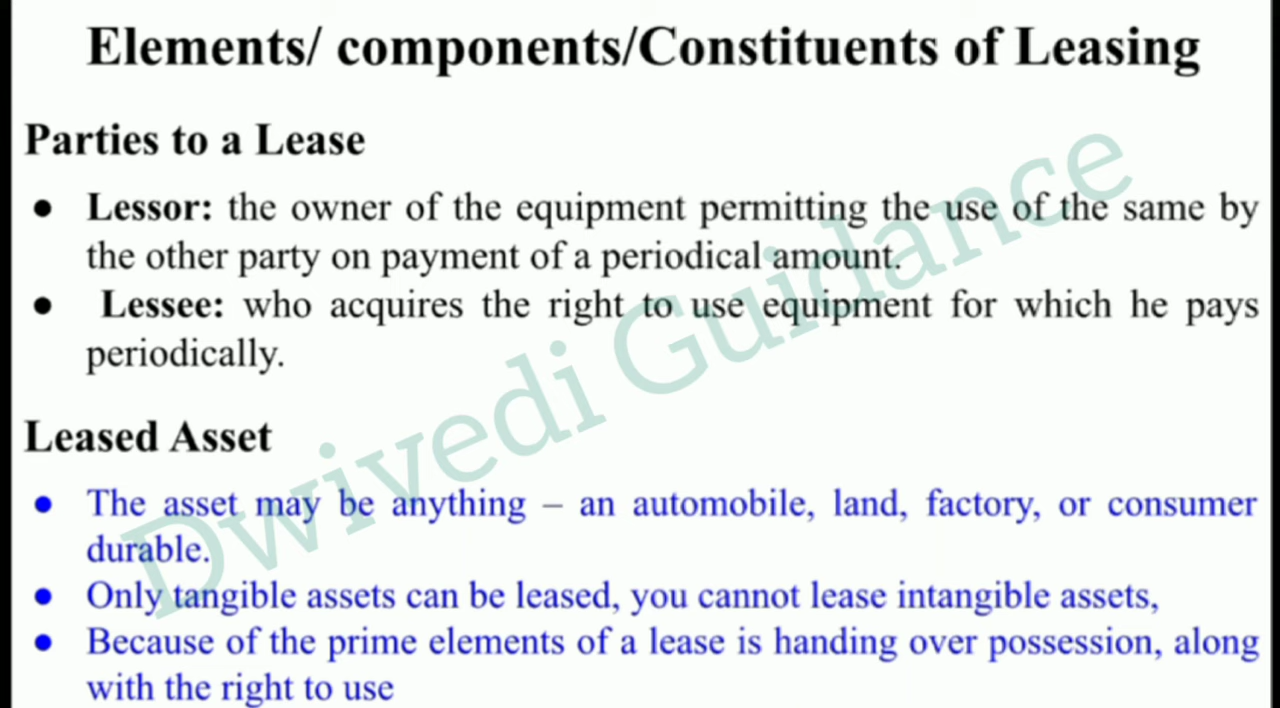 Elements/ components/Constituents of Leasing
Parties to a Lease
● Lessor: the owner of the equipment permitting the use of the same by
the other party on payment of a periodical amount.
● Lessee: who acquires the right to use equipment for which he pays
periodically.
Leased Asset
● The asset may be anything – an automobile, land, factory, or consumer
durable.
● Only tangible assets can be leased, you cannot lease intangible assets,
● Because of the prime elements of a lease is handing over possession, along
with the right to use
Dwivedi Guidance